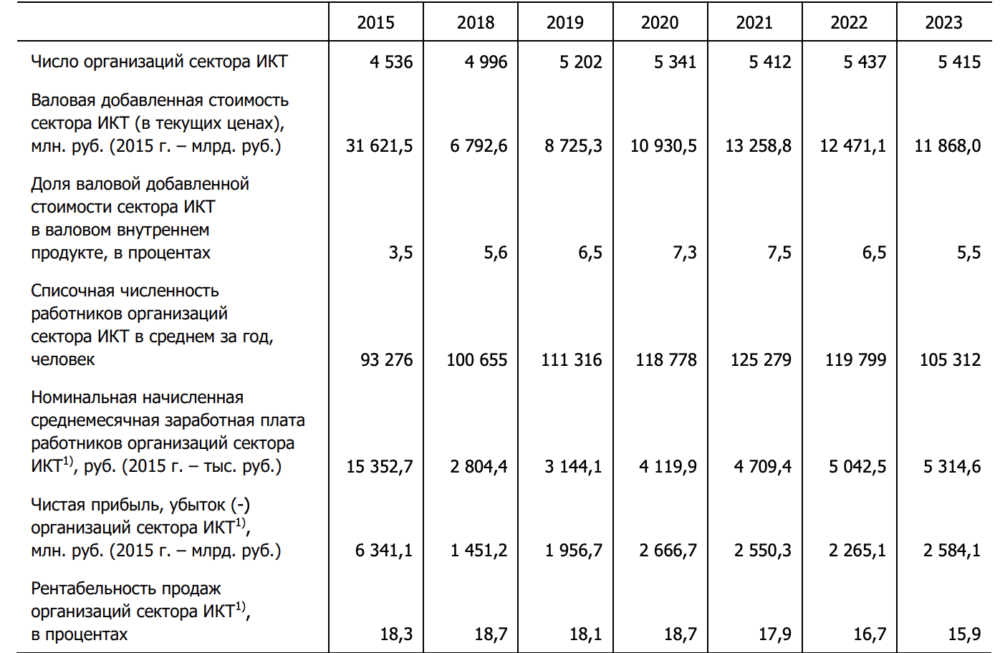 2015 2018 2019 2020 2021 2022 2023
Число организаций сектора ИКТ 4 536 4 996 5 202 5 341 5 412 5 437 5 415
Валовая добавленная стоимость
сектора ИКТ (в текущих ценах),
млн. руб. (2015 г. – млрд. руб.) 31 621,5 6 792,6 8 725,3 10 930,5 13 258,8 12 471,1 11 868,0
Доля валовой добавленной
стоимости сектора ИКТ
в валовом внутреннем
продукте, в процентах 3,5 5,6 6,5 7,3 7,5 6,5 5,5
Списочная численность
работников организаций
сектора ИКТ в среднем за год,
человек 93 276 100 655 111 316 118 778 125 279 119 799 105 312
Номинальная начисленная
среднемесячная заработная плата
работников организаций сектора
ИКТ1), руб. (2015 г. – тыс. руб.) 15 352,7 2 804,4 3 144,1 4 119,9 4 709,4 5 042,5 5 314,6
Чистая прибыль, убыток (-)
организаций сектора ИКТ1),
млн. руб. (2015 г. – млрд. руб.) 6 341,1 1 451,2 1 956,7 2 666,7 2 550,3 2 265,1 2 584,1
Рентабельность продаж
организаций сектора ИКТ1),
в процентах 18,3 18,7 18,1 18,7 17,9 16,7 15,9